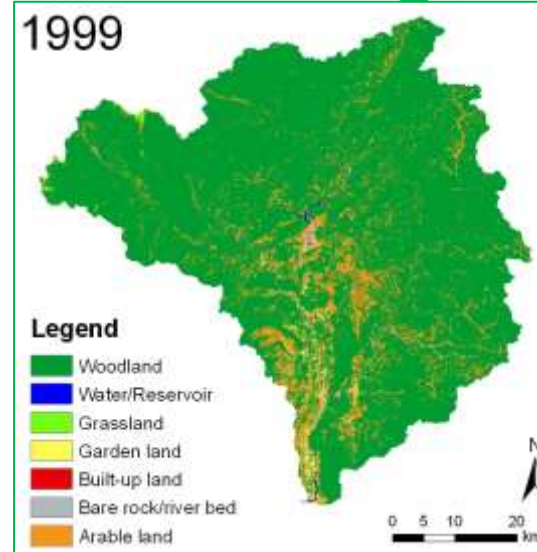 1999
Legend
Woodland
Water/Reservoir
Grassland
Garden land
Built-up land
Bare rock/river bed
Arable land
N
0 5 10 20
km